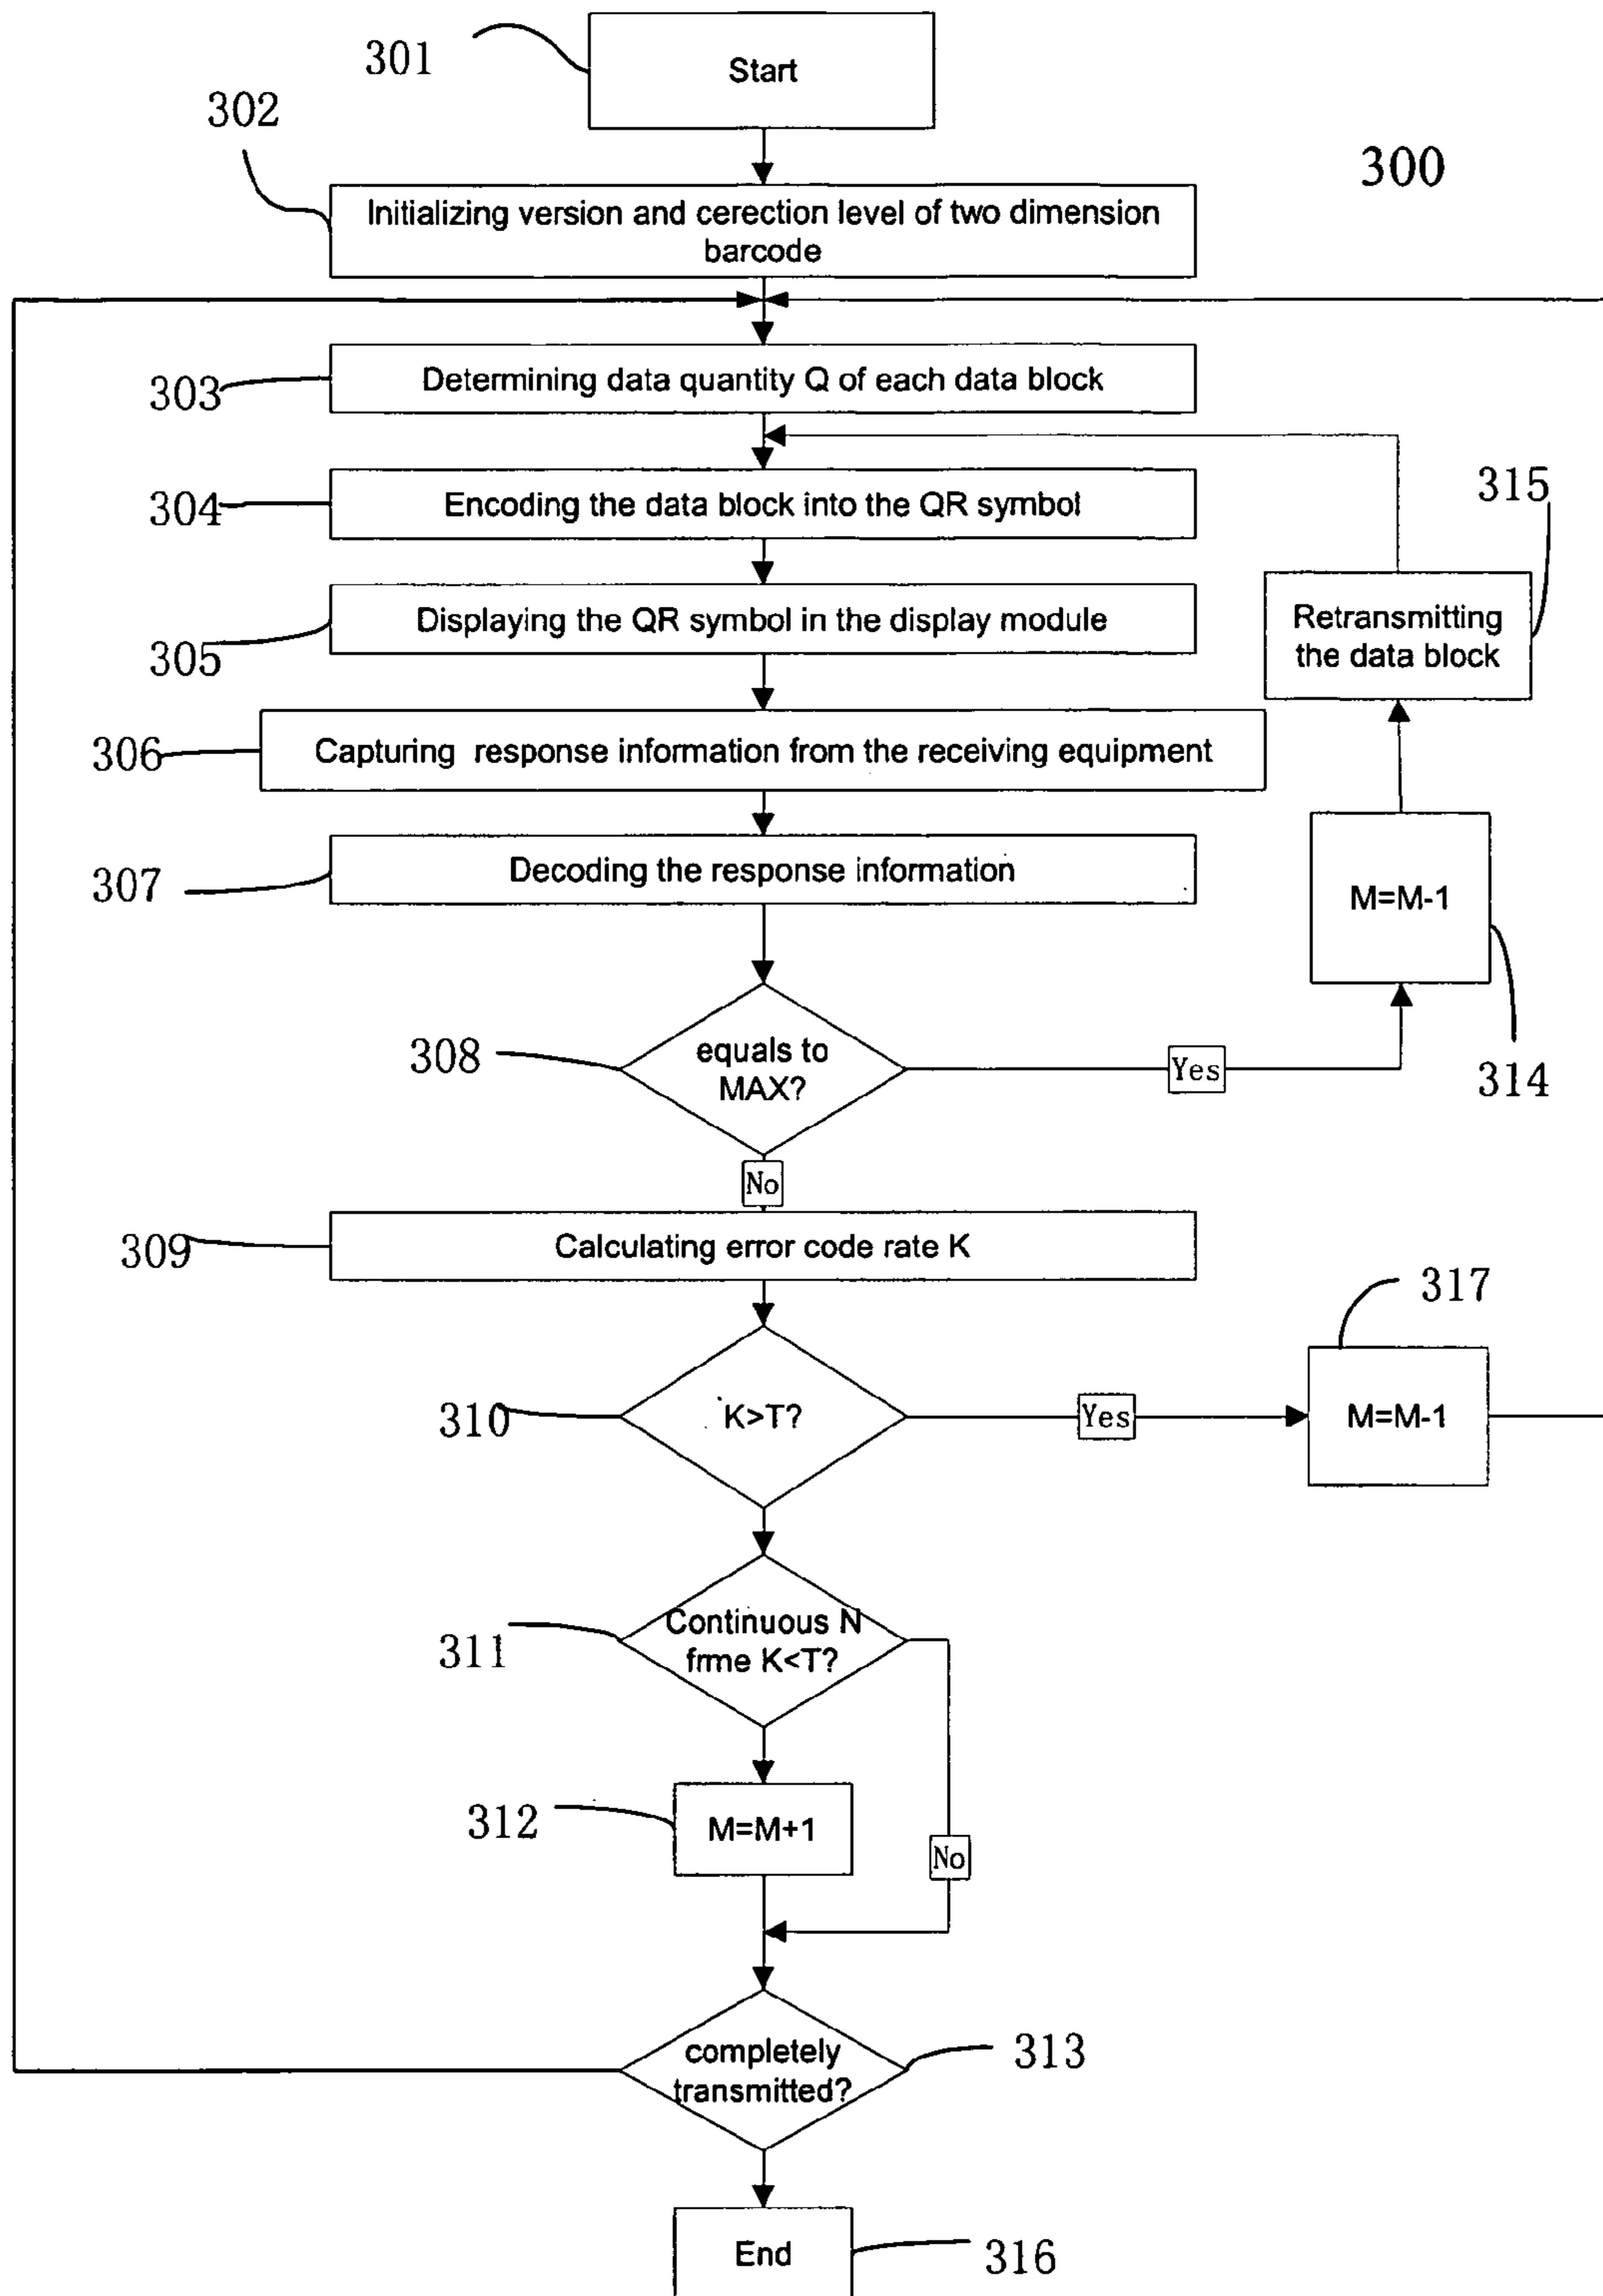 301
Start
302
300
Initializing version and cerection level of two dimension
barcode
303
Determining data quantity Q of each data block
304
Encoding the data block into the QR symbol
315
305
Displaying the QR symbol in the display module
Retransmitting
the data block
306
Capturing response information from the receiving equipment
307
Decoding the response information
M=M-1
314
308
equals to
MAX?
Yes
No
309
Calculating error code rate K
317
310
K>T?
Yes
M=M-1
311
Continuous N
frme K<T?
312
M=M+1
No
completely
transmitted?
313
End
316